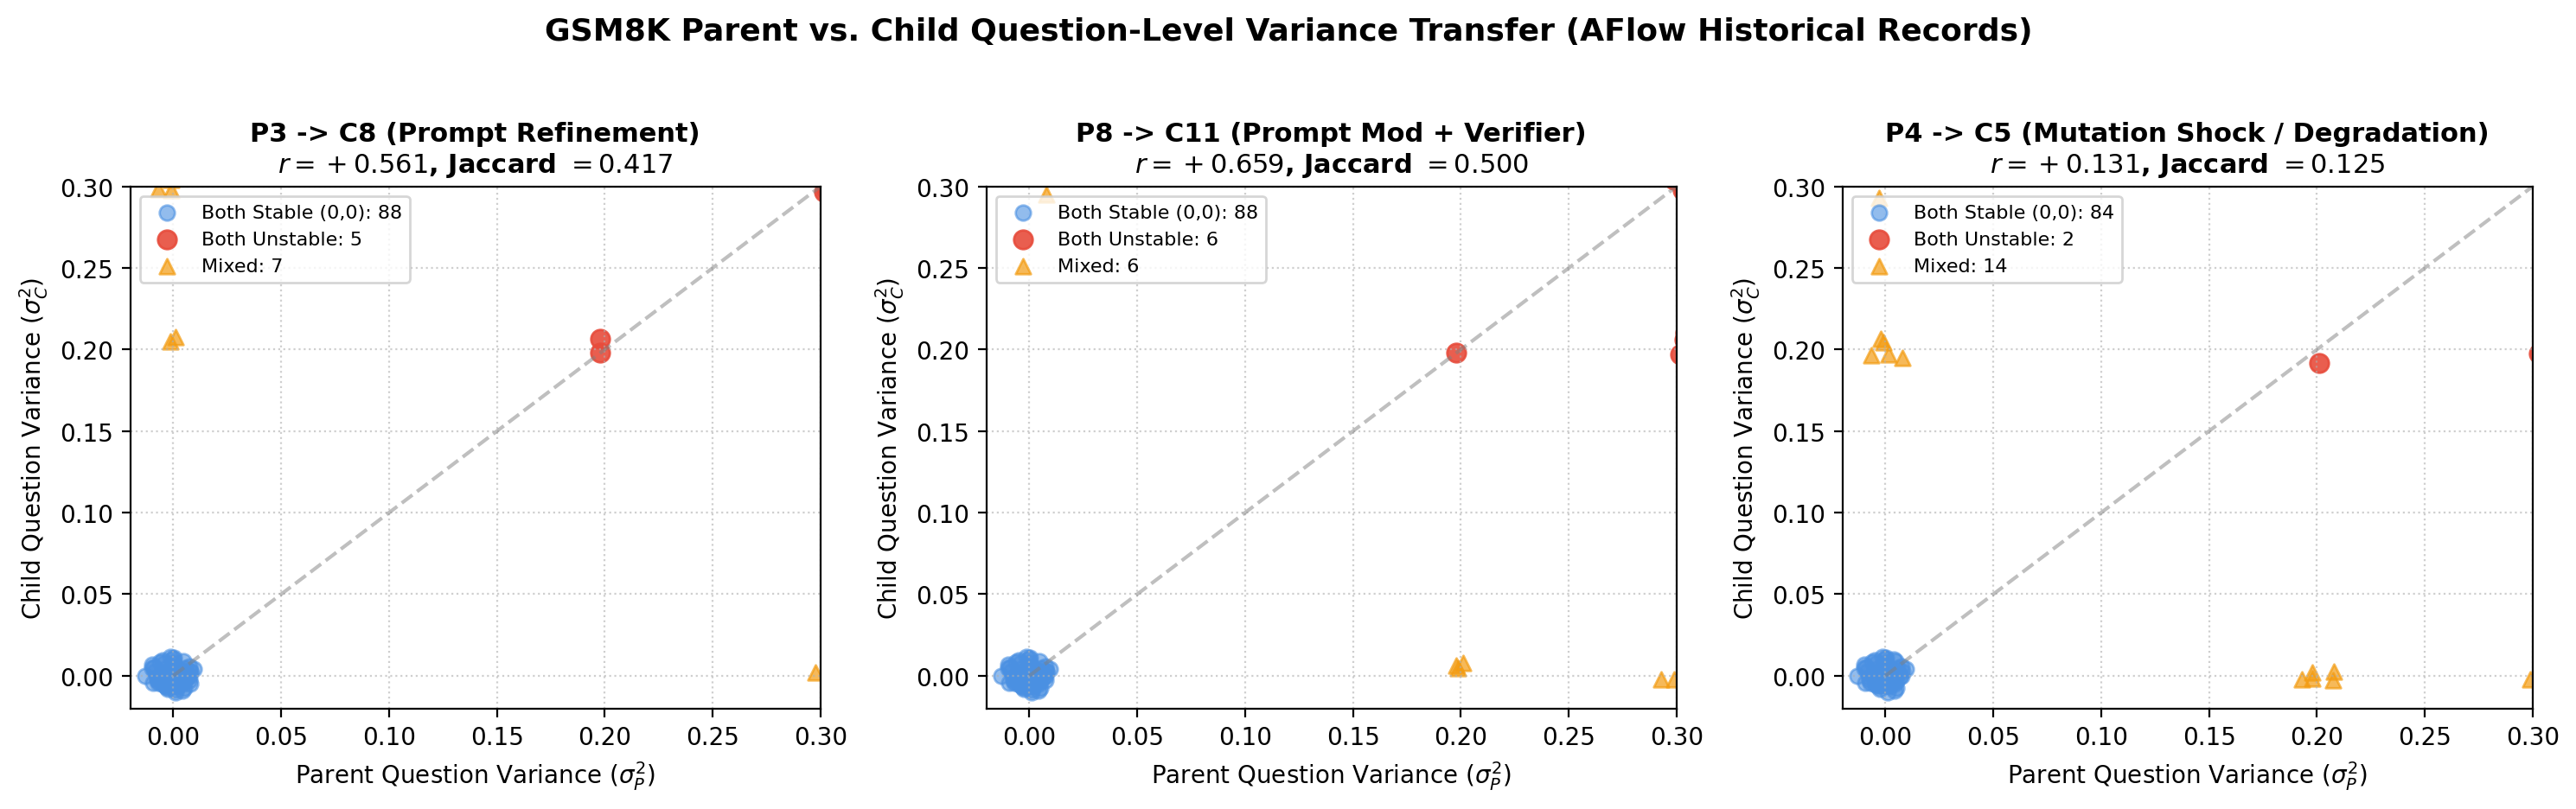 GSM8K Parent vs. Child Question-Level Variance Transfer (AFlow Historical Records)
P3 -> C8 (Prompt Refinement)
r = +0.561, Jaccard = 0.417
0.30
0.25
0.20
0.15
0.10
0.05
0.00
Child Question Variance (σ²_C)
Both Stable (0,0): 88
Both Unstable: 5
Mixed: 7
0.00 0.05 0.10 0.15 0.20 0.25 0.30
Parent Question Variance (σ²_P)
P8 -> C11 (Prompt Mod + Verifier)
r = +0.659, Jaccard = 0.500
0.30
0.25
0.20
0.15
0.10
0.05
0.00
Child Question Variance (σ²_C)
Both Stable (0,0): 88
Both Unstable: 6
Mixed: 6
0.00 0.05 0.10 0.15 0.20 0.25 0.30
Parent Question Variance (σ²_P)
P4 -> C5 (Mutation Shock / Degradation)
r = +0.131, Jaccard = 0.125
0.30
0.25
0.20
0.15
0.10
0.05
0.00
Child Question Variance (σ²_C)
Both Stable (0,0): 84
Both Unstable: 2
Mixed: 14
0.00 0.05 0.10 0.15 0.20 0.25 0.30
Parent Question Variance (σ²_P)